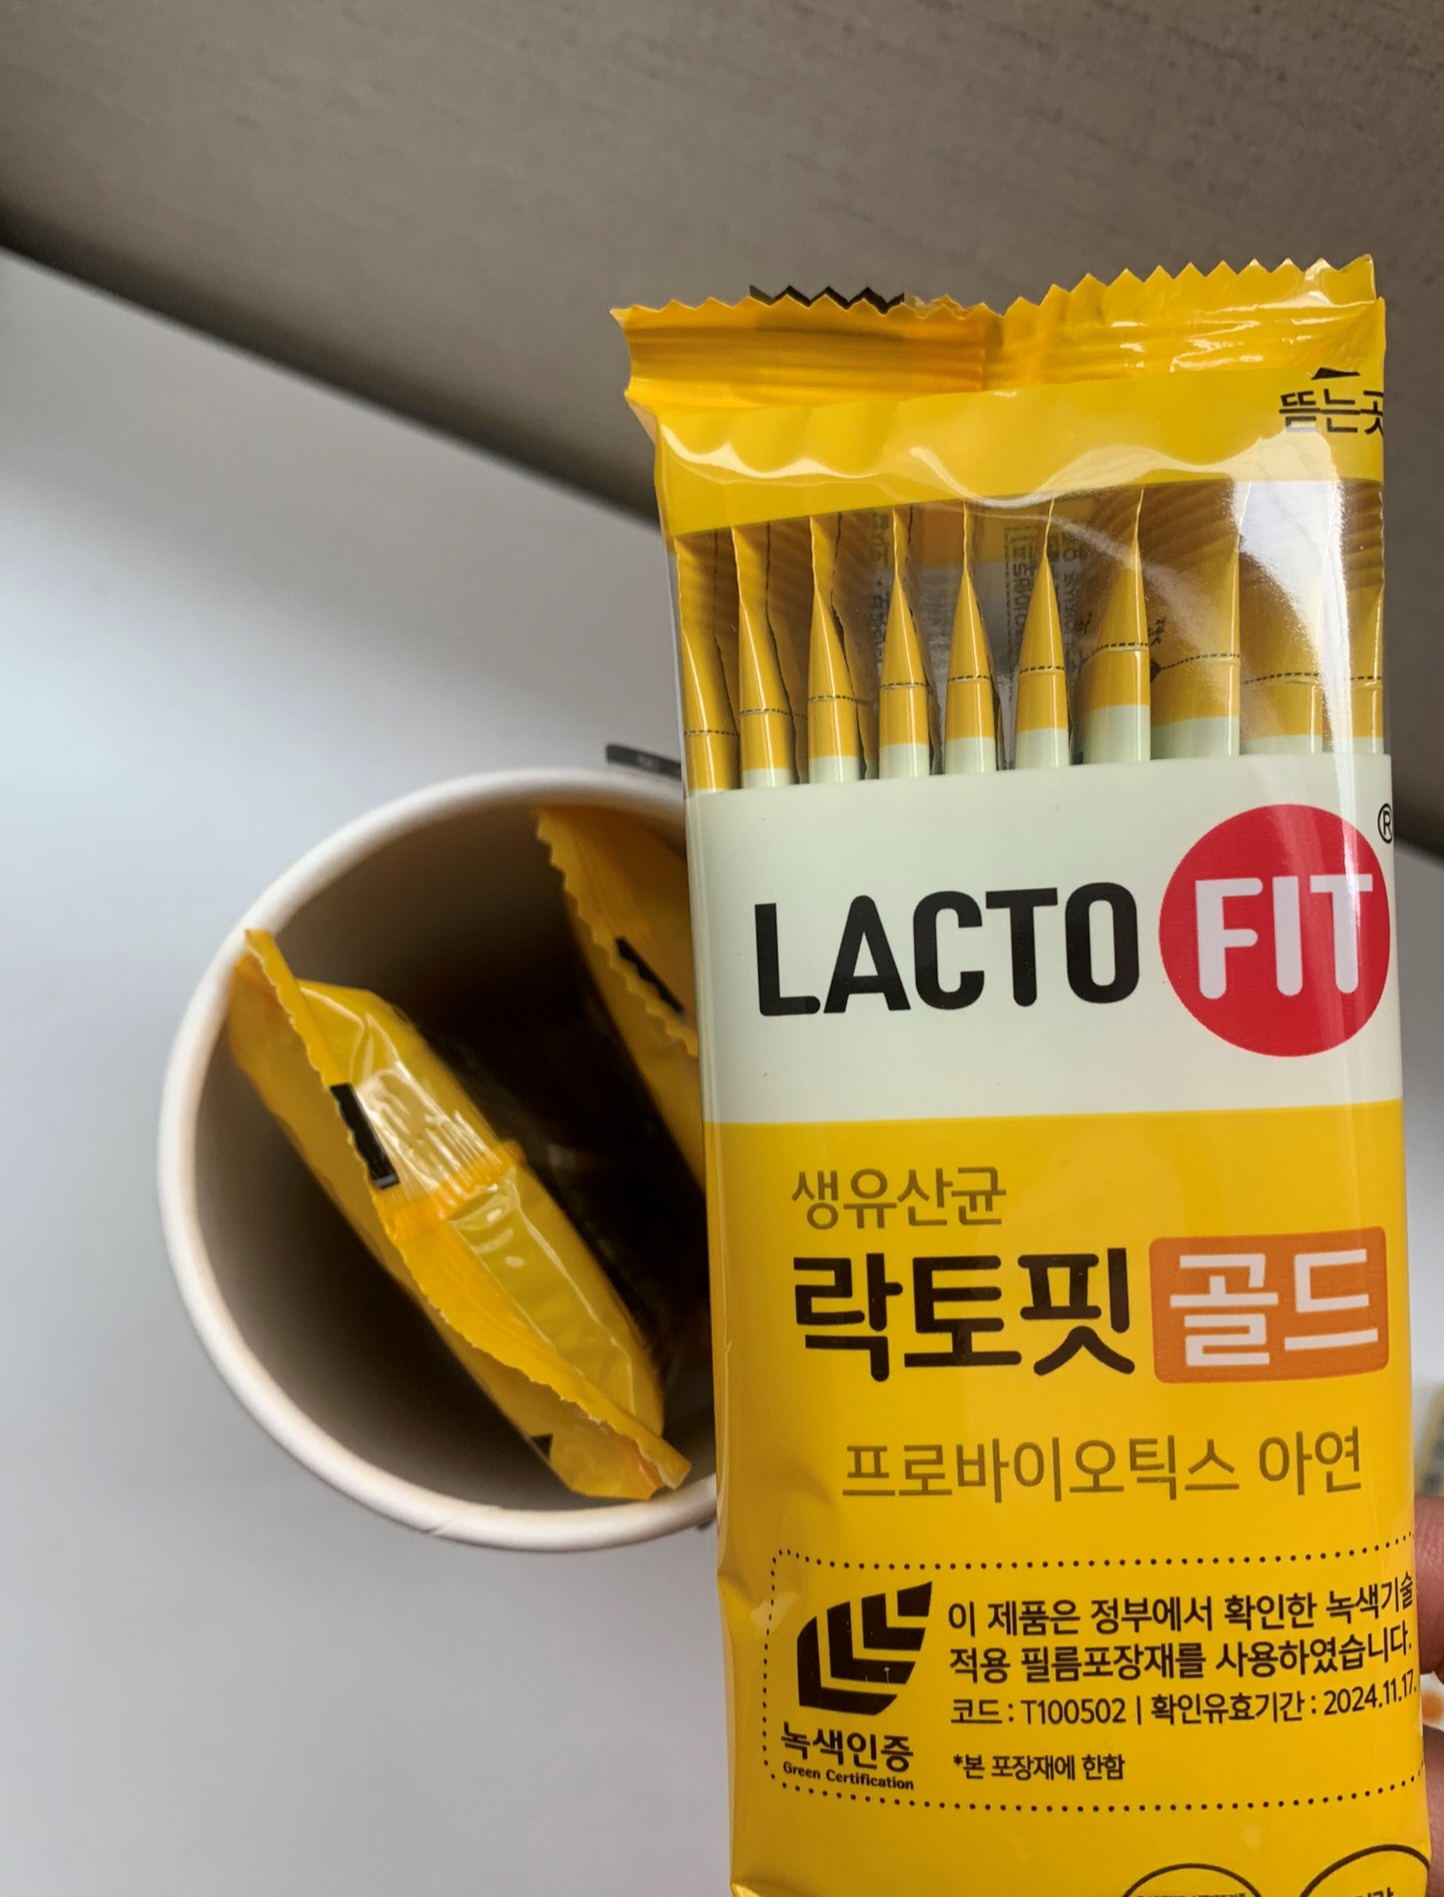 뜯는곳
LACTO FIT®
생유산균
락토핏 골드
프로바이오틱스 아연
이 제품은 정부에서 확인한 녹색기술
적용 필름포장재를 사용하였습니다.
코드 : T100502 | 확인유효기간 : 2024.11.17.
*본 포장재에 한함
녹색인증
Green Certification